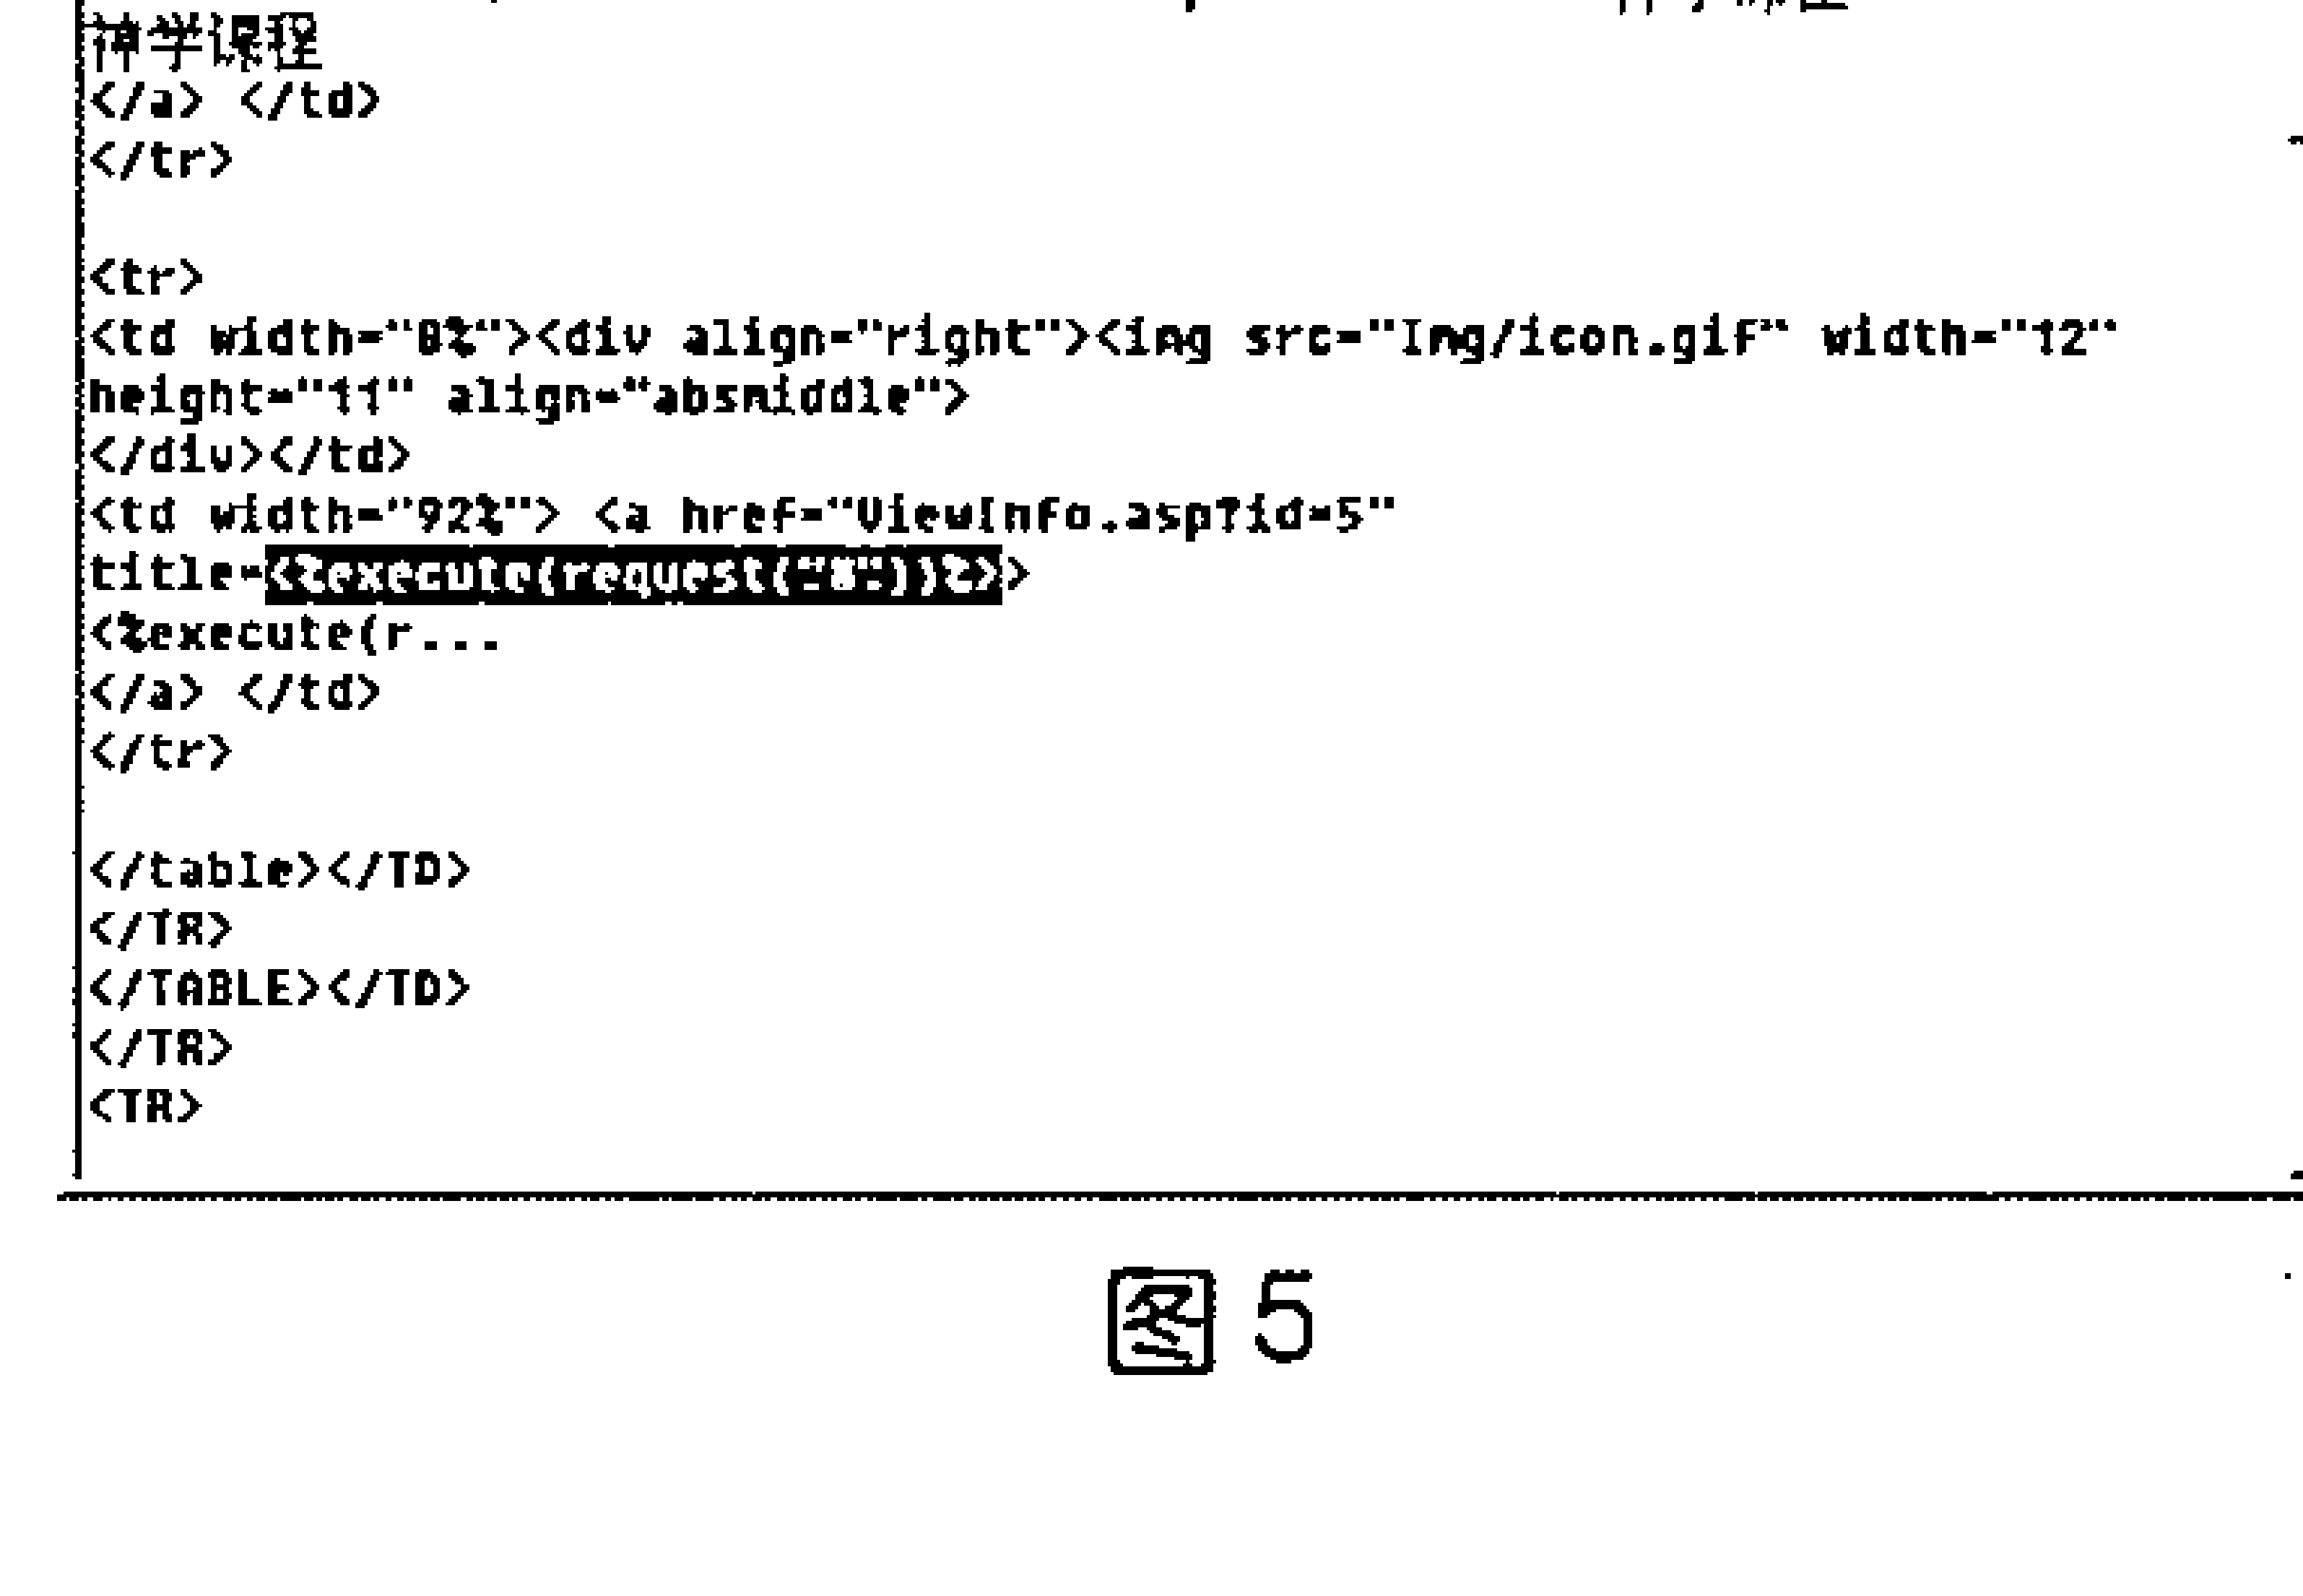 神学课程
</a> </td>
</tr>
<tr>
<td width="8%"><div align="right"><img src="Img/icon.gif" width="12"
height="11" align="absmiddle">
</div></td>
<td width="92%"> <a href="ViewInfo.asp?id=5"
title=<%execute(request("a"))%>>
<%execute(r...
</a> </td>
</tr>
</table></TD>
</TR>
</TABLE></TD>
</TR>
<TR>
图 5